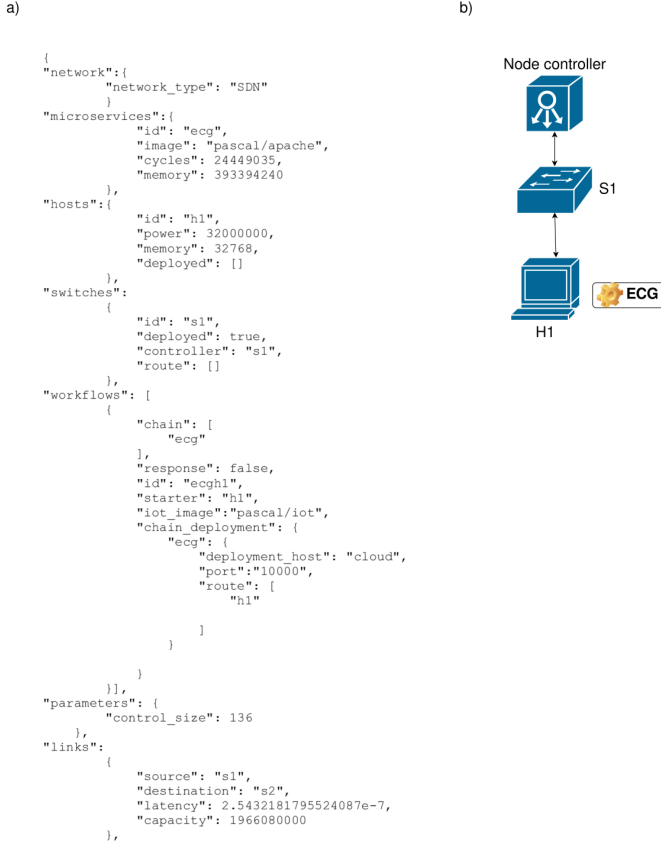 a)
{
"network":{
"network_type": "SDN"
}
"microservices":{
"id": "ecg",
"image": "pascal/apache",
"cycles": 24449035,
"memory": 393394240
},
"hosts":{
"id": "h1",
"power": 32000000,
"memory": 32768,
"deployed": []
},
"switches":
{
"id": "s1",
"deployed": true,
"controller": "s1",
"route": []
},
"workflows": [
{
"chain": [
"ecg"
],
"response": false,
"id": "ecgh1",
"starter": "h1",
"iot_image":"pascal/iot",
"chain_deployment": {
"ecg": {
"deployment_host": "cloud",
"port":"10000",
"route": [
"h1"
]
}
}
}],
"parameters": {
"control_size": 136
},
"links":
{
"source": "s1",
"destination": "s2",
"latency": 2.5432181795524087e-7,
"capacity": 1966080000
},
b)
Node controller
S1
ECG
H1